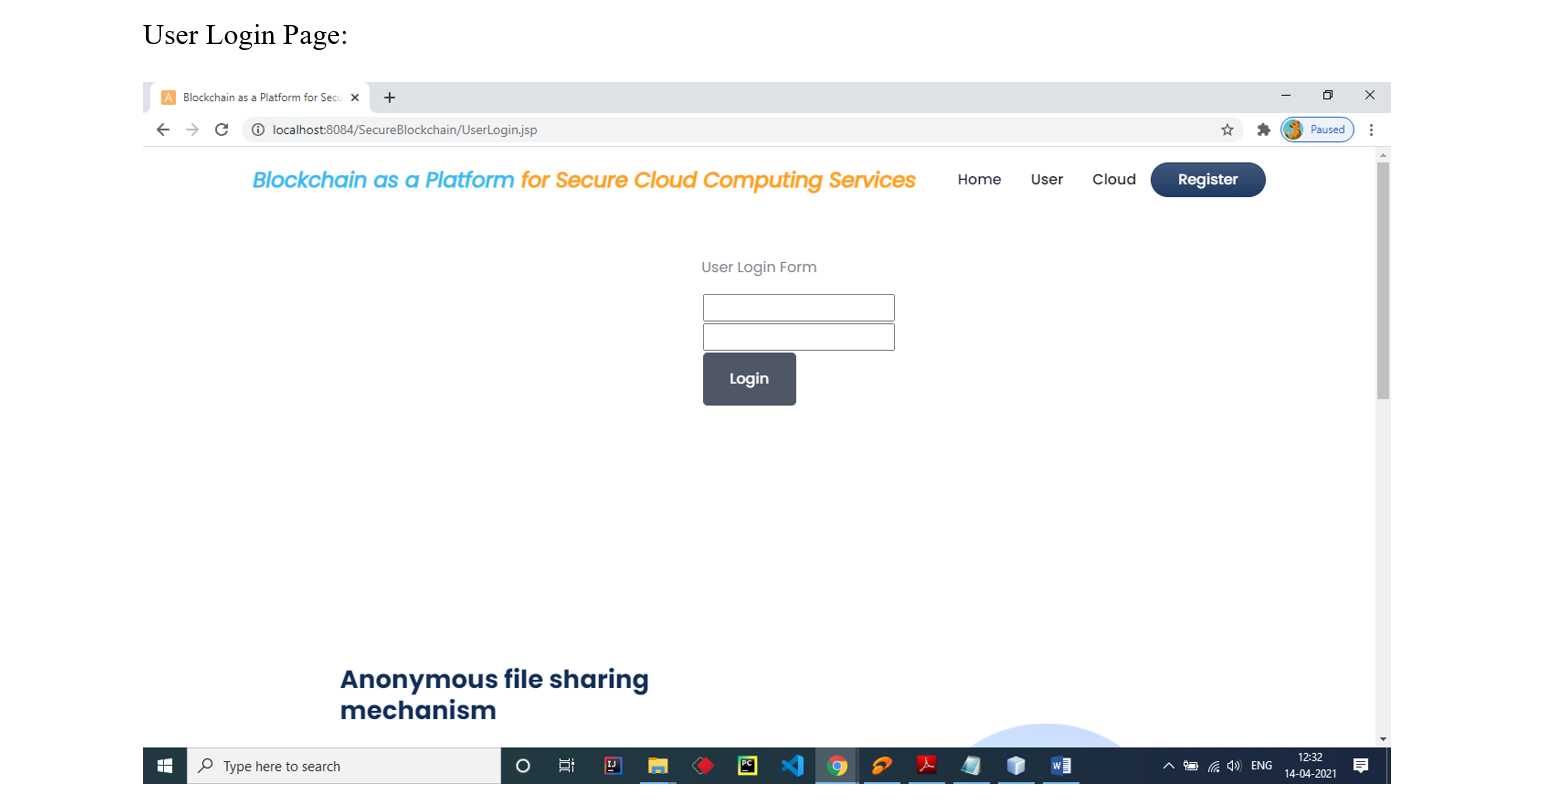 User Login Page:
Blockchain as a Platform for Secu
localhost:8084/SecureBlockchain/UserLogin.jsp
Paused
Blockchain as a Platform for Secure Cloud Computing Services
Home
User
Cloud
Register
User Login Form
Login
Anonymous file sharing
mechanism
Type here to search
ENG
12:32
14-04-2021